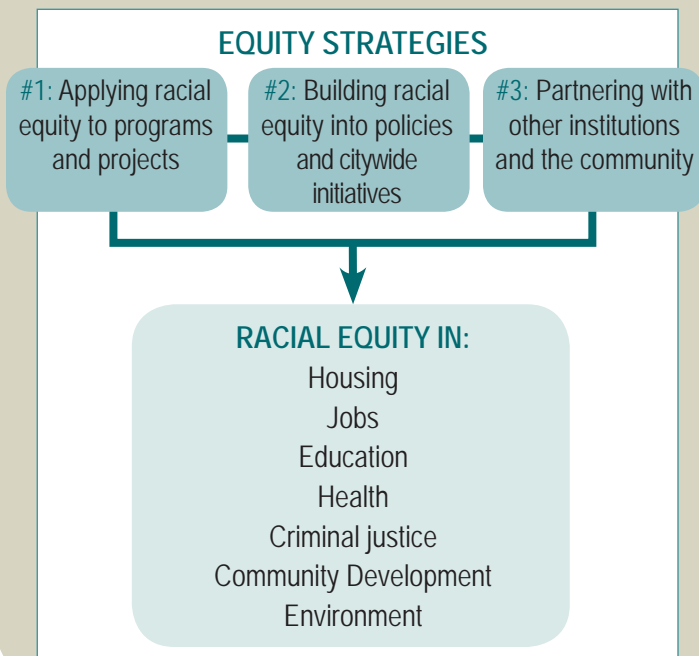 EQUITY STRATEGIES
#1: Applying racial
equity to programs
and projects
#2: Building racial
equity into policies
and citywide
initiatives
#3: Partnering with
other institutions
and the community
RACIAL EQUITY IN:
Housing
Jobs
Education
Health
Criminal justice
Community Development
Environment